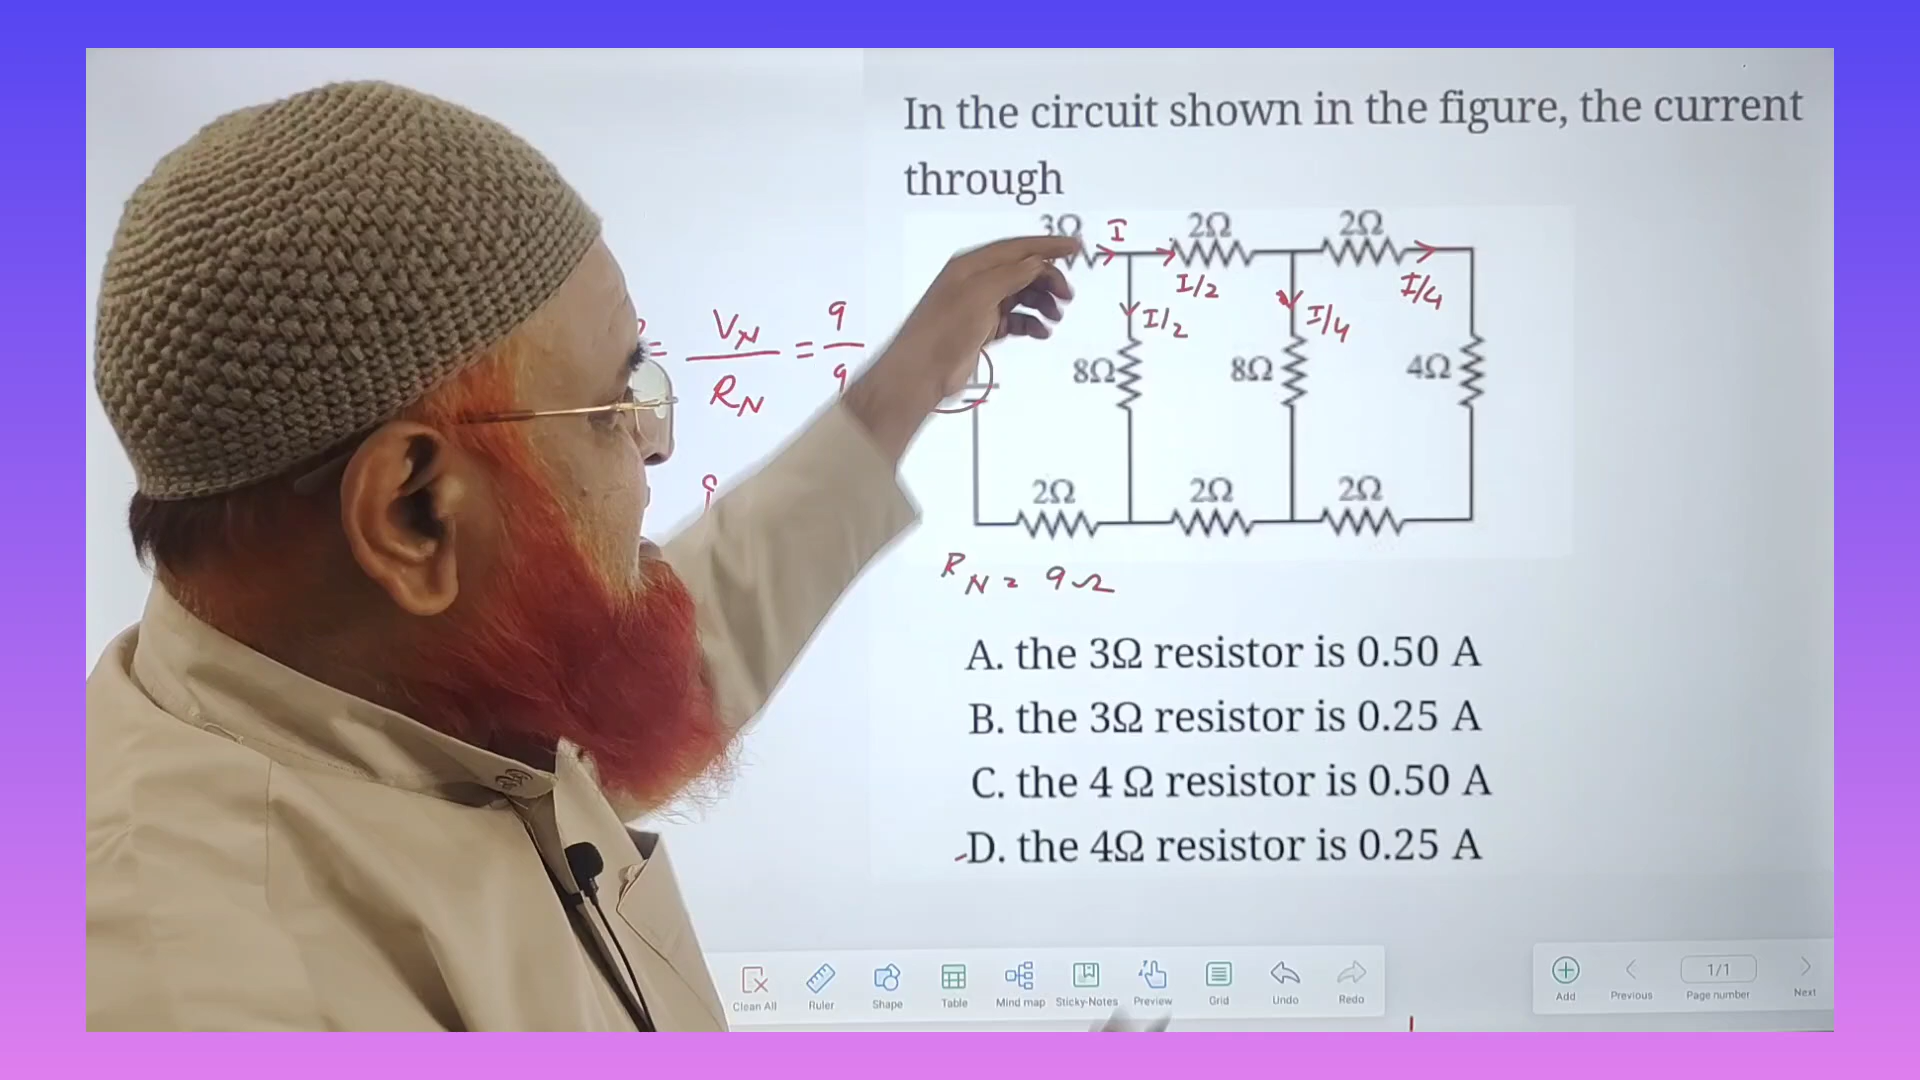 In the circuit shown in the figure, the current
through
3Ω I 2Ω 2Ω
I/2 I/4
I/2 I/4
8Ω 8Ω 4Ω
2Ω 2Ω 2Ω
= V_N / R_N = 9 / 9
R_N = 9Ω
A. the 3Ω resistor is 0.50 A
B. the 3Ω resistor is 0.25 A
C. the 4 Ω resistor is 0.50 A
D. the 4Ω resistor is 0.25 A
Clean All Ruler Shape Table Mind map Sticky-Notes Preview Grid Undo Redo
1/1
Add Previous Page number Next